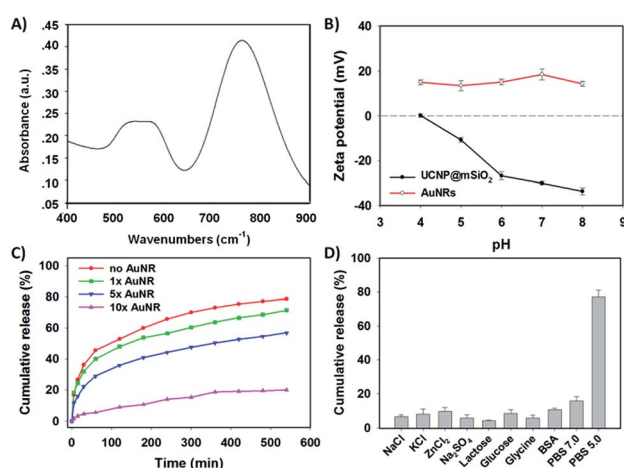 A)
.45
.40
.35
.30
.25
.20
.15
.10
.05
Absorbance (a.u.)
400 500 600 700 800 900
Wavenumbers (cm-1)
B)
40
20
0
-20
-40
Zeta potential (mV)
UCNP@mSiO2
AuNRs
3 4 5 6 7 8 9
pH
C)
100
80
60
40
20
0
Cumulative release (%)
no AuNR
1x AuNR
5x AuNR
10x AuNR
0 100 200 300 400 500 600
Time (min)
D)
100
80
60
40
20
0
Cumulative release (%)
NaCl
KCl
ZnCl2
Na2SO4
Lactose
Glucose
Glycine
BSA
PBS 7.0
PBS 5.0